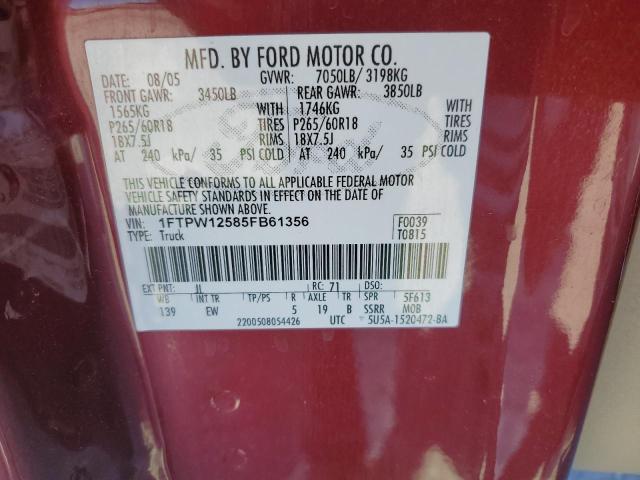 MFD. BY FORD MOTOR CO.
DATE: 08/05 GVWR: 7050LB/ 3198KG
FRONT GAWR: 3450LB REAR GAWR: 3850LB
1565KG WITH 1746KG WITH
P265/60R18 TIRES P265/60R18 TIRES
18X7.5J RIMS 18X7.5J RIMS
AT 240 kPa/ 35 PSI COLD AT 240 kPa/ 35 PSI COLD
THIS VEHICLE CONFORMS TO ALL APPLICABLE FEDERAL MOTOR
VEHICLE SAFETY STANDARDS IN EFFECT ON THE DATE OF
MANUFACTURE SHOWN ABOVE.
VIN: 1FTPW12585FB61356 F0039
TYPE: Truck T0815
EXT PNT: JL RC: 71 DSO:
WB INT TR TP/PS R AXLE TR SPR 5F613
139 EW 5 19 B SSRR MOB
2200508054426 UTC 5U5A-1520472-BA